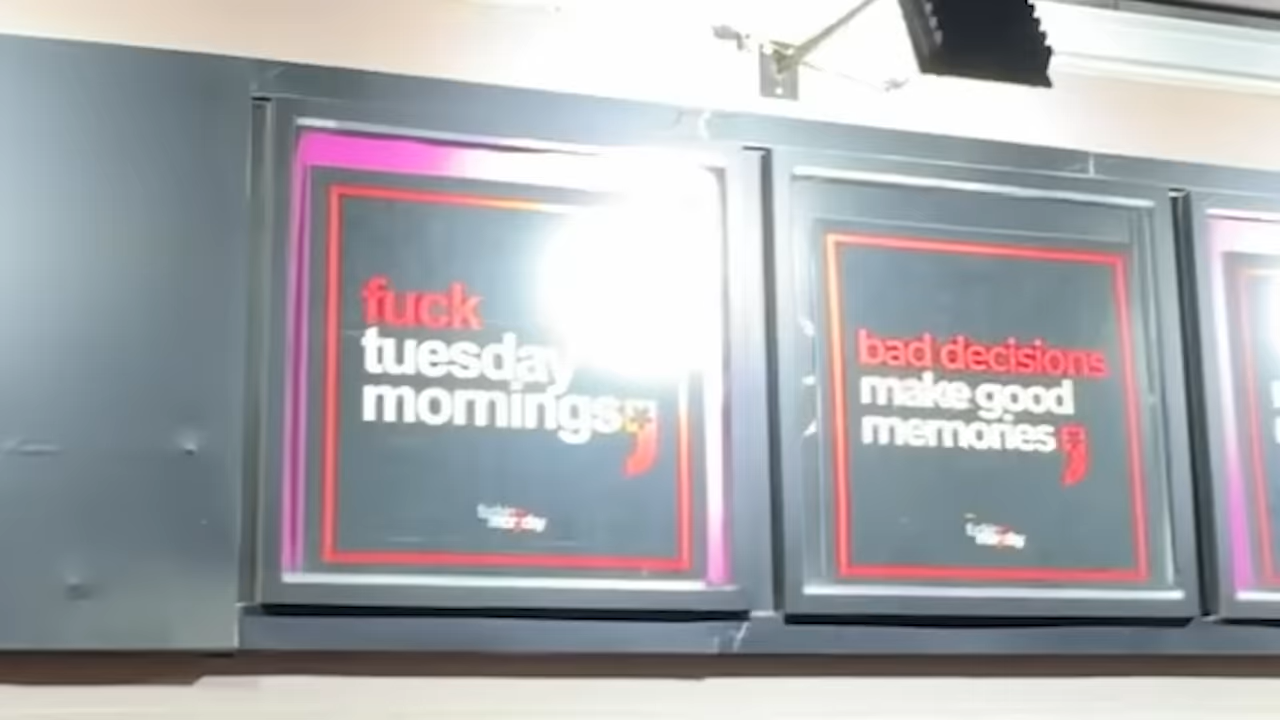 fuck
tuesday
mornings;
bad decisions
make good
memories;